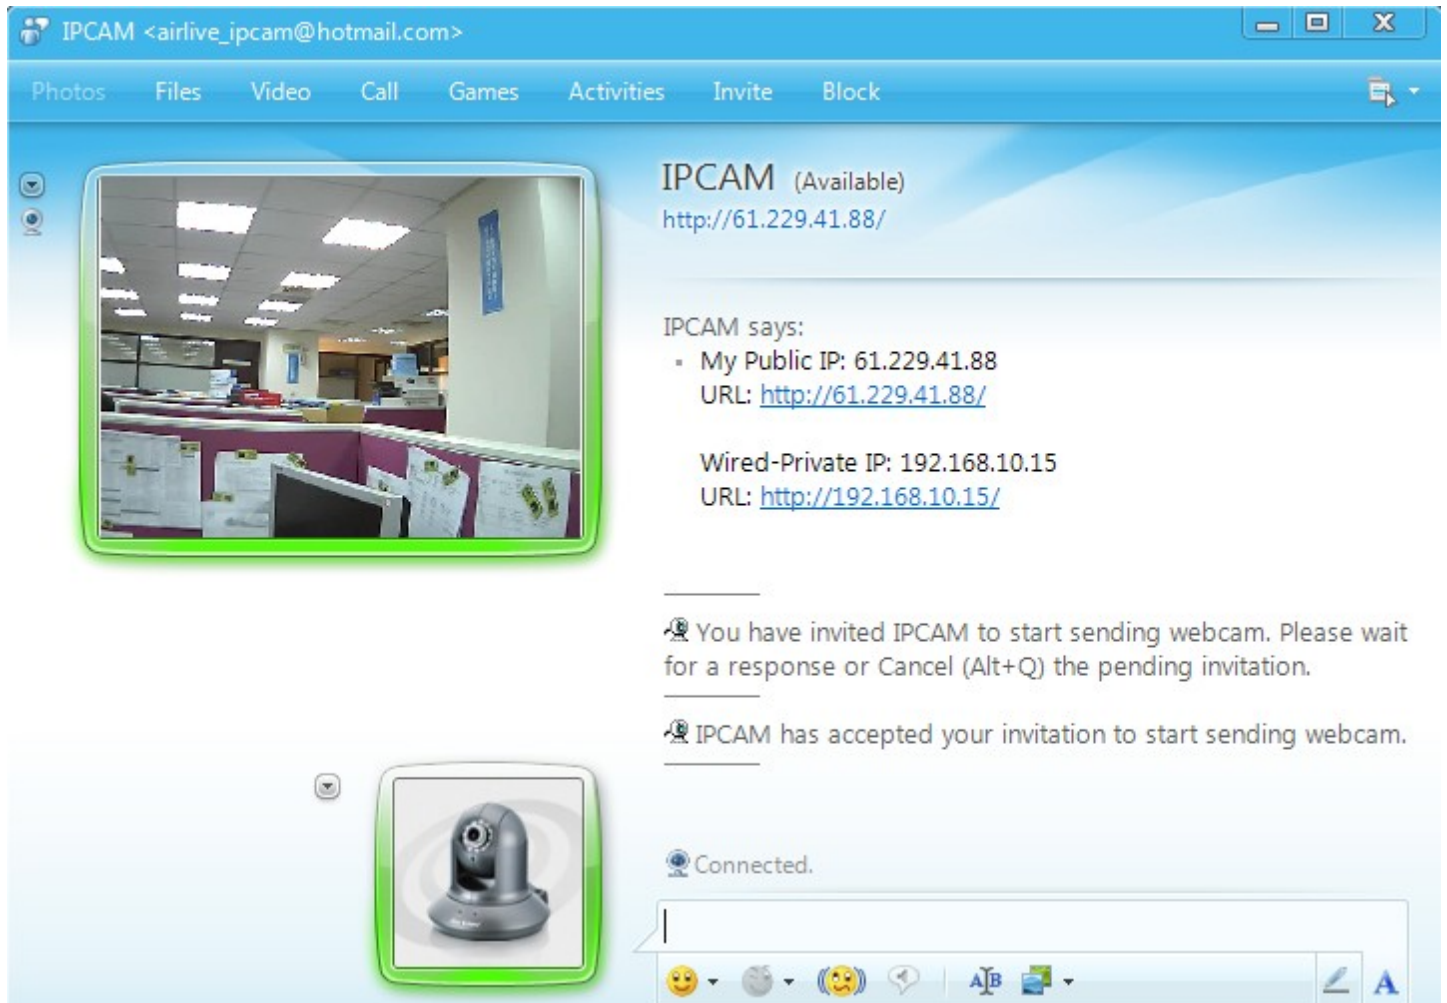 IPCAM <airlive_ipcam@hotmail.com>
Photos Files Video Call Games Activities Invite Block
IPCAM (Available)
http://61.229.41.88/
IPCAM says:
My Public IP: 61.229.41.88
URL: http://61.229.41.88/
Wired-Private IP: 192.168.10.15
URL: http://192.168.10.15/
You have invited IPCAM to start sending webcam. Please wait
for a response or Cancel (Alt+Q) the pending invitation.
IPCAM has accepted your invitation to start sending webcam.
Connected.